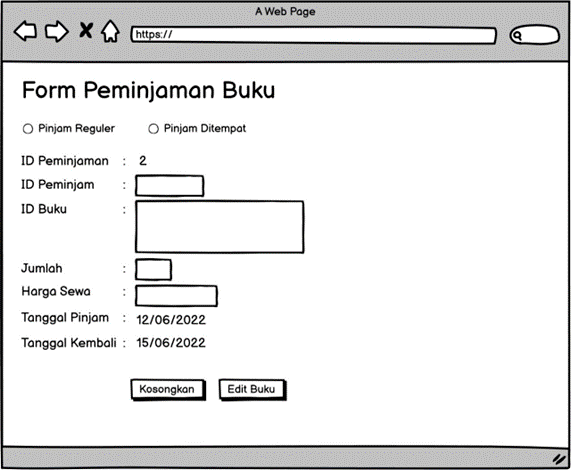 A Web Page
https://
Form Peminjaman Buku
Pinjam Reguler Pinjam Ditempat
ID Peminjaman : 2
ID Peminjam :
ID Buku :
Jumlah :
Harga Sewa :
Tanggal Pinjam : 12/06/2022
Tanggal Kembali : 15/06/2022
Kosongkan Edit Buku